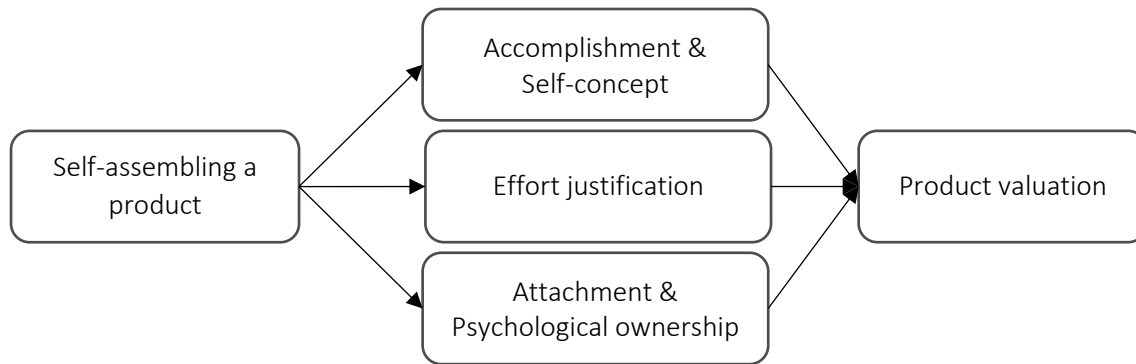 Self-assembling a
product
Accomplishment &
Self-concept
Effort justification
Attachment &
Psychological ownership
Product valuation